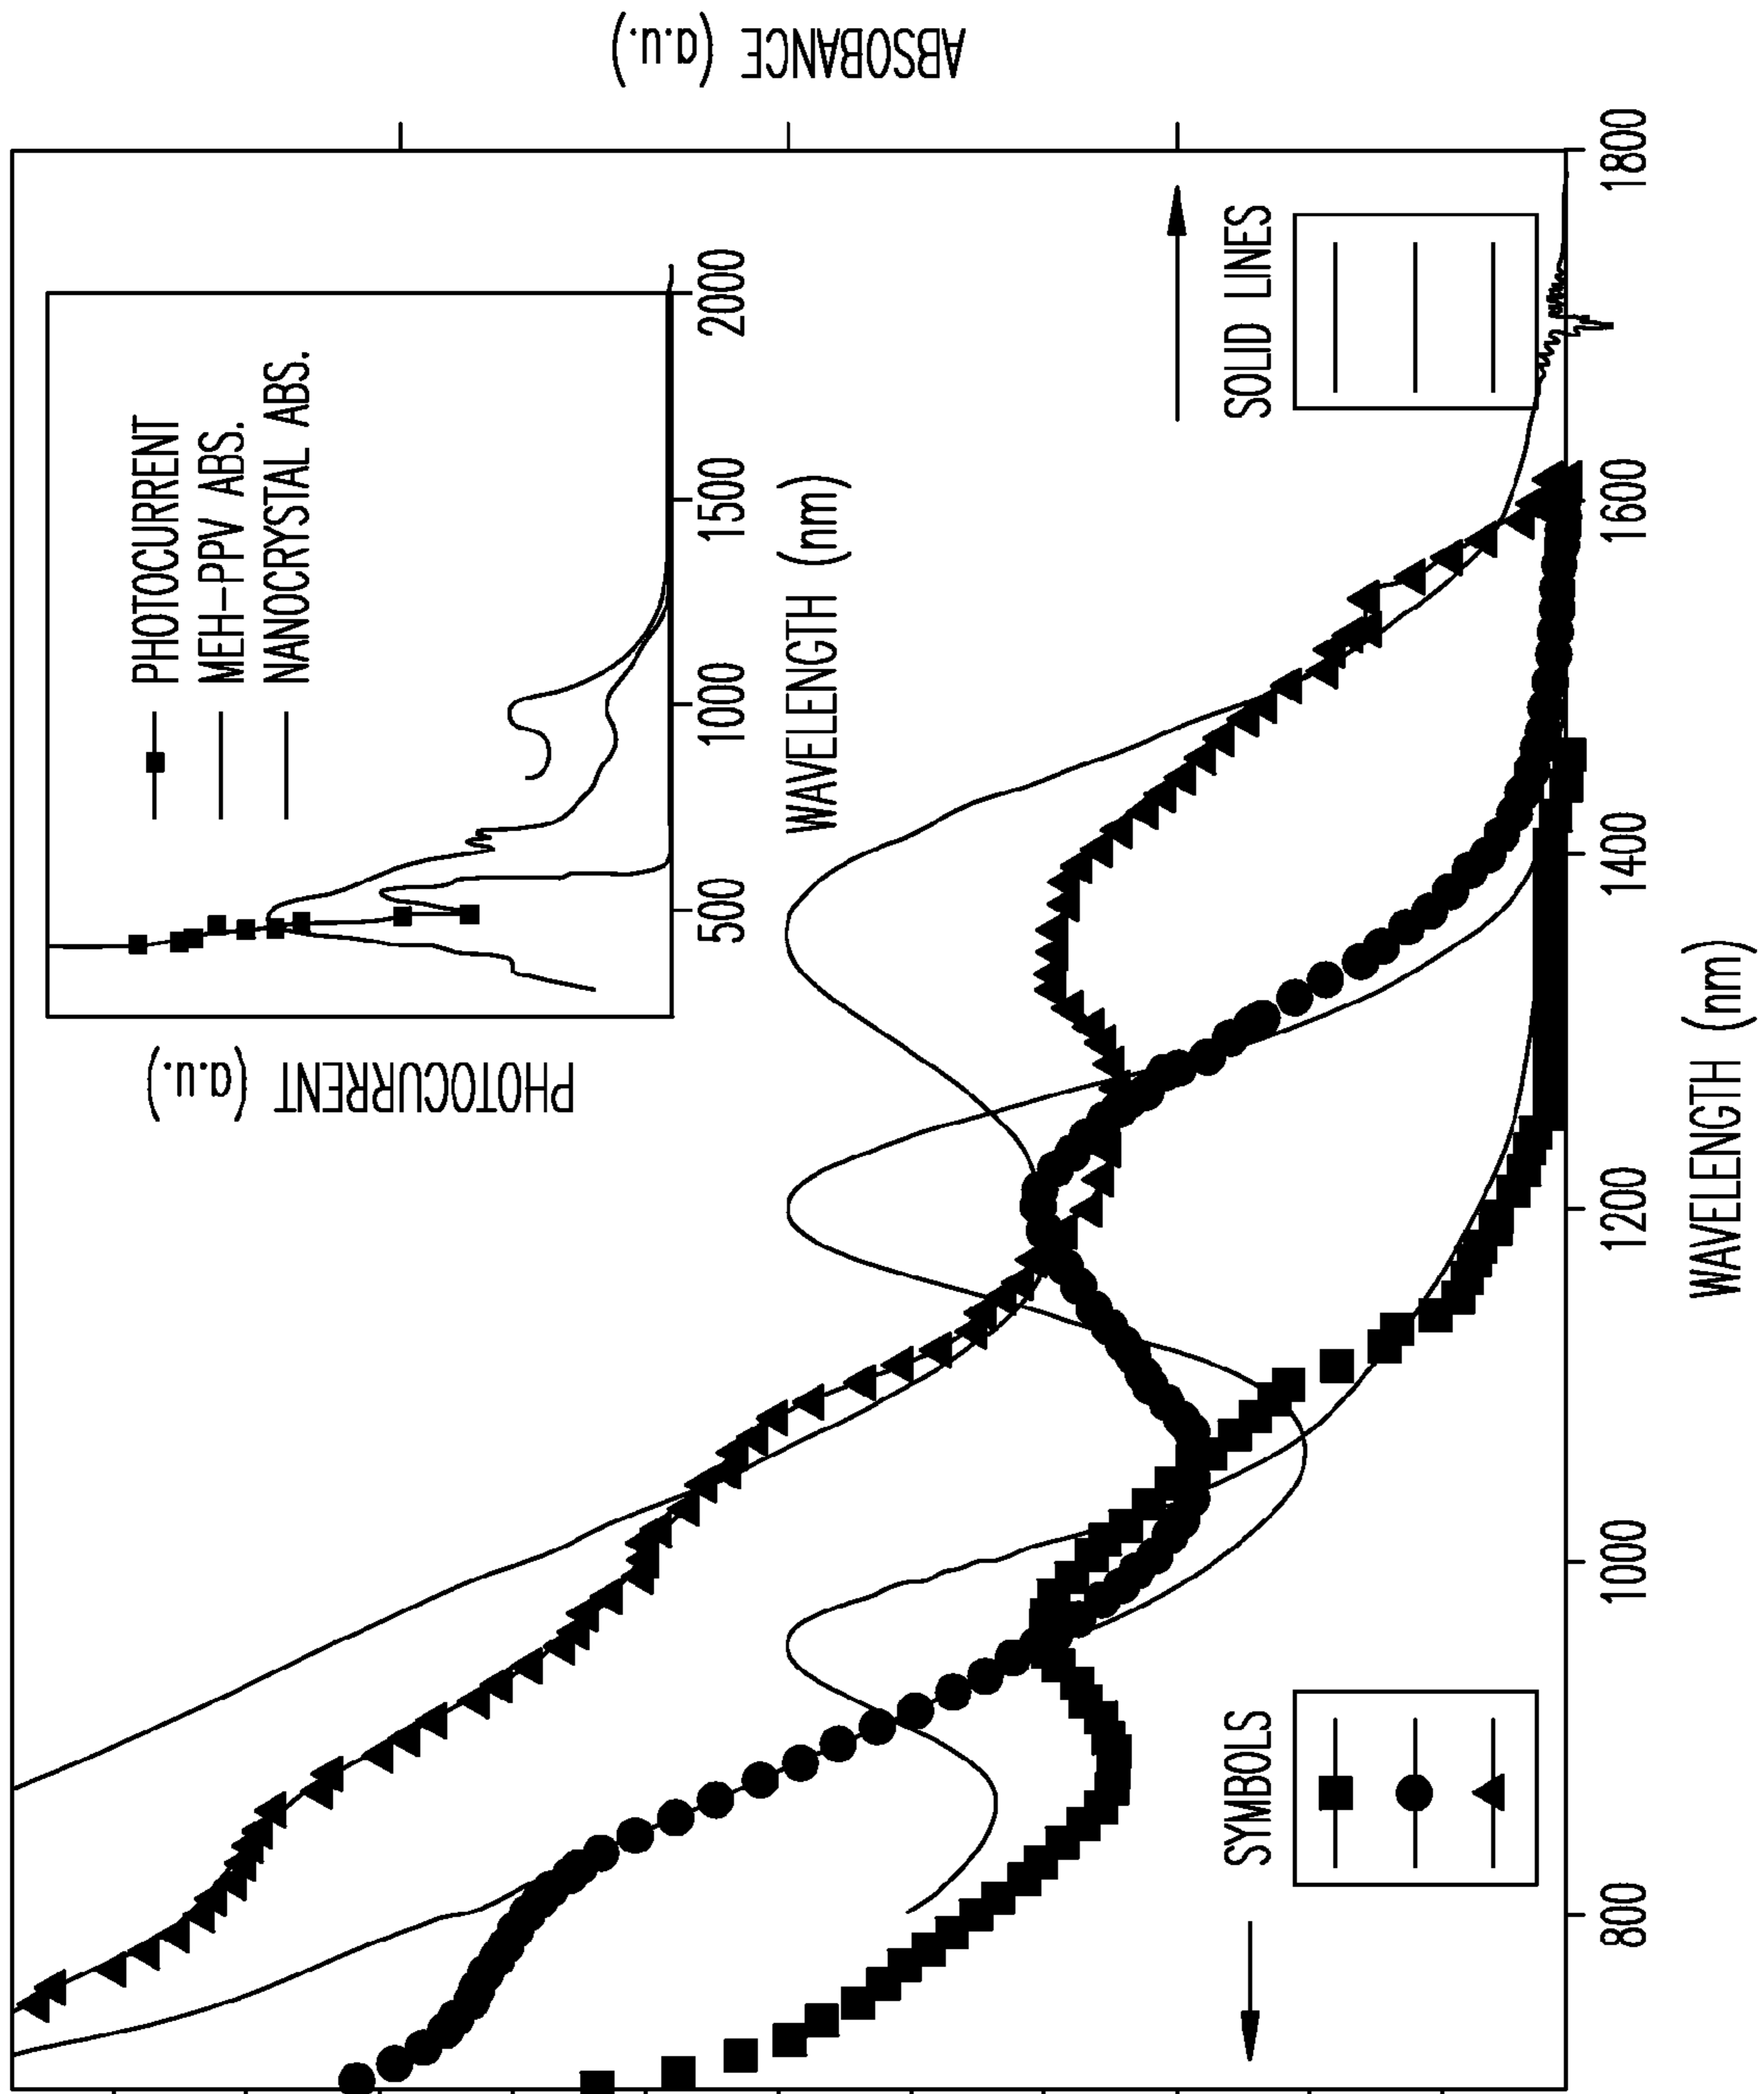 PHOTOCURRENT
MEH-PPV ABS.
NANOCRYSTAL ABS.
PHOTOCURRENT (a.u.)
500
1000
1500
2000
WAVELENGTH (nm)
ABSOBANCE (a.u.)
SYMBOLS
SOLID LINES
800
1000
1200
1400
1600
1800
WAVELENGTH (nm)